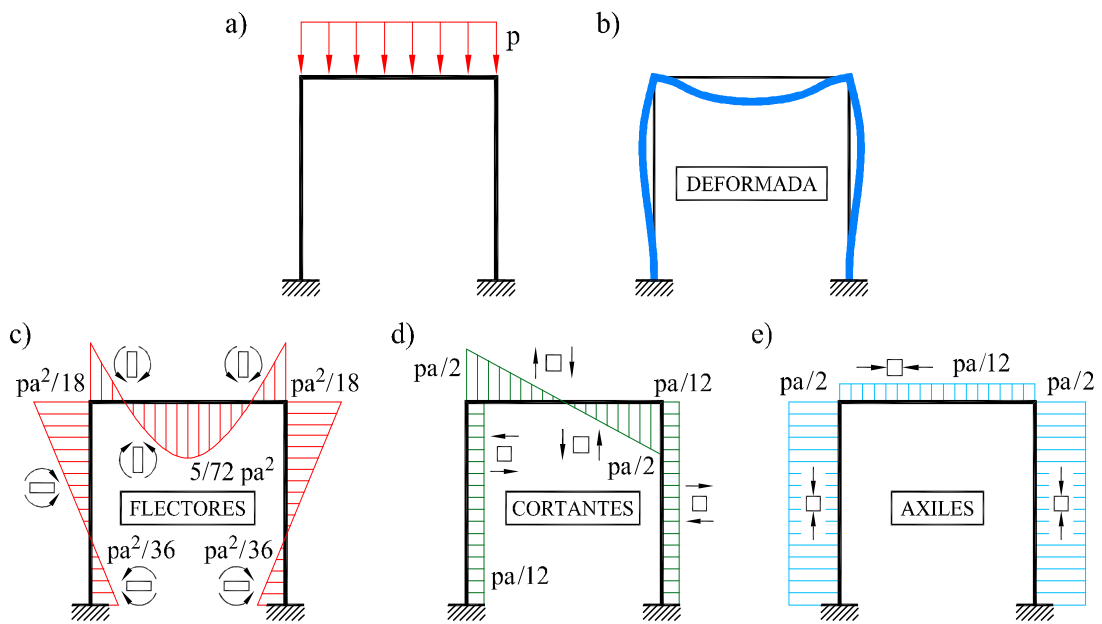 a)
p
b)
DEFORMADA
c)
pa²/18
pa²/18
5/72 pa²
FLECTORES
pa²/36
pa²/36
d)
pa/2
pa/12
pa/2
CORTANTES
pa/12
e)
pa/2
pa/12
pa/2
AXILES